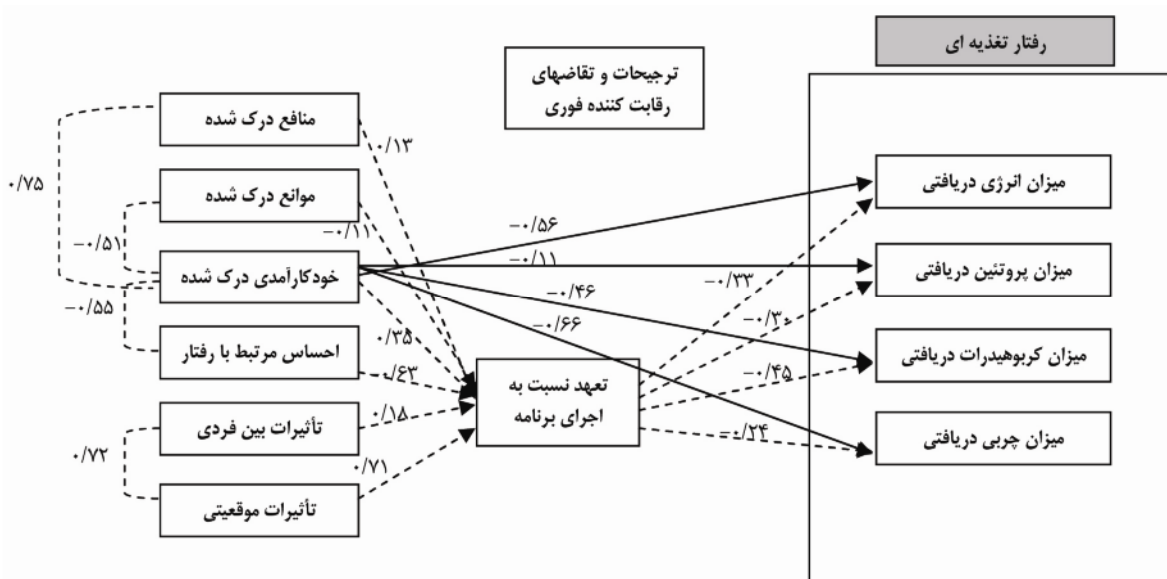 رفتار تغذیه ای
ترجیحات و تقاضهای
رقابت کننده فوری
منافع درک شده
موانع درک شده
خودکارآمدی درک شده
احساس مرتبط با رفتار
تأثیرات بین فردی
تأثیرات موقعیتی
تعهد نسبت به
اجرای برنامه
میزان انرژی دریافتی
میزان پروتئین دریافتی
میزان کربوهیدرات دریافتی
میزان چربی دریافتی
۰/۷۵
−۰/۵۱
−۰/۵۵
۰/۷۲
۰/۱۳
−۰/۱۱
۰/۳۵
−۰/۶۳
۰/۱۸
۰/۷۱
−۰/۵۶
−۰/۱۱
−۰/۴۶
−۰/۶۶
−۰/۳۳
−۰/۳۰
−۰/۴۵
−۰/۲۴